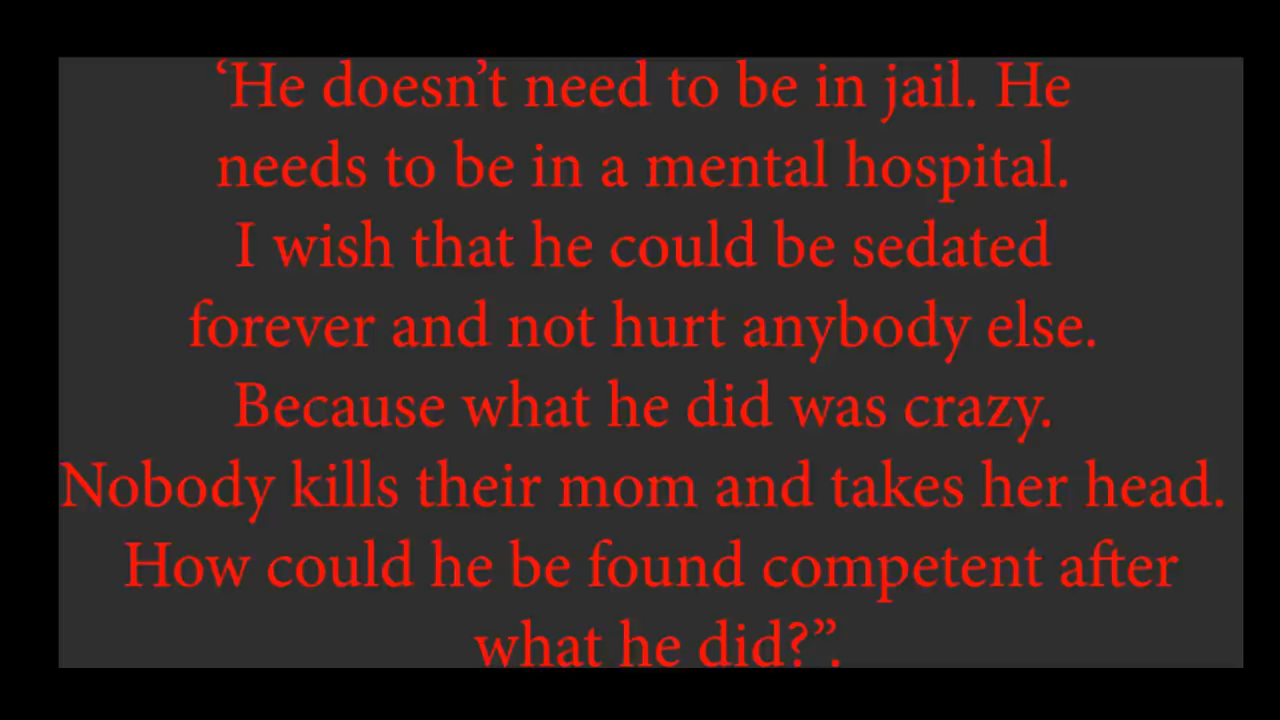 ‘He doesn’t need to be in jail. He
needs to be in a mental hospital.
I wish that he could be sedated
forever and not hurt anybody else.
Because what he did was crazy.
Nobody kills their mom and takes her head.
How could he be found competent after
what he did?”.